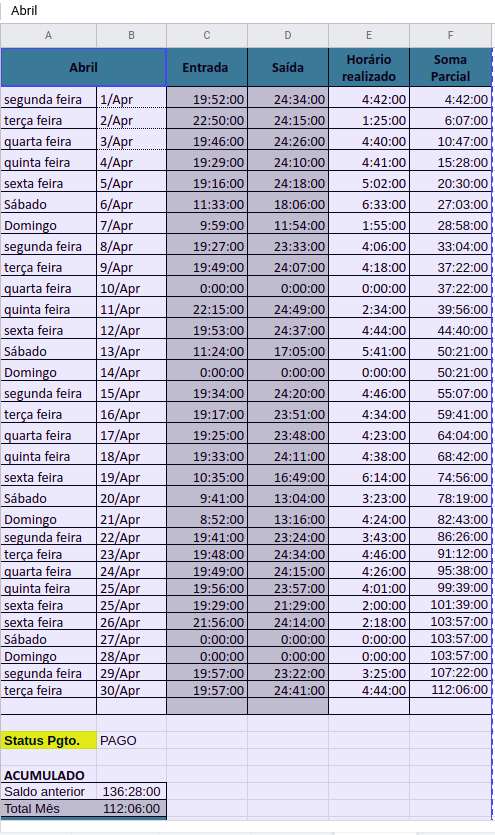 Abril
A B C D E F
Abril Entrada Saída Horário realizado Soma Parcial
segunda feira 1/Apr 19:52:00 24:34:00 4:42:00 4:42:00
terça feira 2/Apr 22:50:00 24:15:00 1:25:00 6:07:00
quarta feira 3/Apr 19:46:00 24:26:00 4:40:00 10:47:00
quinta feira 4/Apr 19:29:00 24:10:00 4:41:00 15:28:00
sexta feira 5/Apr 19:16:00 24:18:00 5:02:00 20:30:00
Sábado 6/Apr 11:33:00 18:06:00 6:33:00 27:03:00
Domingo 7/Apr 9:59:00 11:54:00 1:55:00 28:58:00
segunda feira 8/Apr 19:27:00 23:33:00 4:06:00 33:04:00
terça feira 9/Apr 19:49:00 24:07:00 4:18:00 37:22:00
quarta feira 10/Apr 0:00:00 0:00:00 0:00:00 37:22:00
quinta feira 11/Apr 22:15:00 24:49:00 2:34:00 39:56:00
sexta feira 12/Apr 19:53:00 24:37:00 4:44:00 44:40:00
Sábado 13/Apr 11:24:00 17:05:00 5:41:00 50:21:00
Domingo 14/Apr 0:00:00 0:00:00 0:00:00 50:21:00
segunda feira 15/Apr 19:34:00 24:20:00 4:46:00 55:07:00
terça feira 16/Apr 19:17:00 23:51:00 4:34:00 59:41:00
quarta feira 17/Apr 19:25:00 23:48:00 4:23:00 64:04:00
quinta feira 18/Apr 19:33:00 24:11:00 4:38:00 68:42:00
sexta feira 19/Apr 10:35:00 16:49:00 6:14:00 74:56:00
Sábado 20/Apr 9:41:00 13:04:00 3:23:00 78:19:00
Domingo 21/Apr 8:52:00 13:16:00 4:24:00 82:43:00
segunda feira 22/Apr 19:41:00 23:24:00 3:43:00 86:26:00
terça feira 23/Apr 19:48:00 24:34:00 4:46:00 91:12:00
quarta feira 24/Apr 19:49:00 24:15:00 4:26:00 95:38:00
quinta feira 25/Apr 19:56:00 23:57:00 4:01:00 99:39:00
sexta feira 25/Apr 19:29:00 21:29:00 2:00:00 101:39:00
sexta feira 26/Apr 21:56:00 24:14:00 2:18:00 103:57:00
Sábado 27/Apr 0:00:00 0:00:00 0:00:00 103:57:00
Domingo 28/Apr 0:00:00 0:00:00 0:00:00 103:57:00
segunda feira 29/Apr 19:57:00 23:22:00 3:25:00 107:22:00
terça feira 30/Apr 19:57:00 24:41:00 4:44:00 112:06:00
Status Pgto. PAGO
ACUMULADO
Saldo anterior 136:28:00
Total Mês 112:06:00